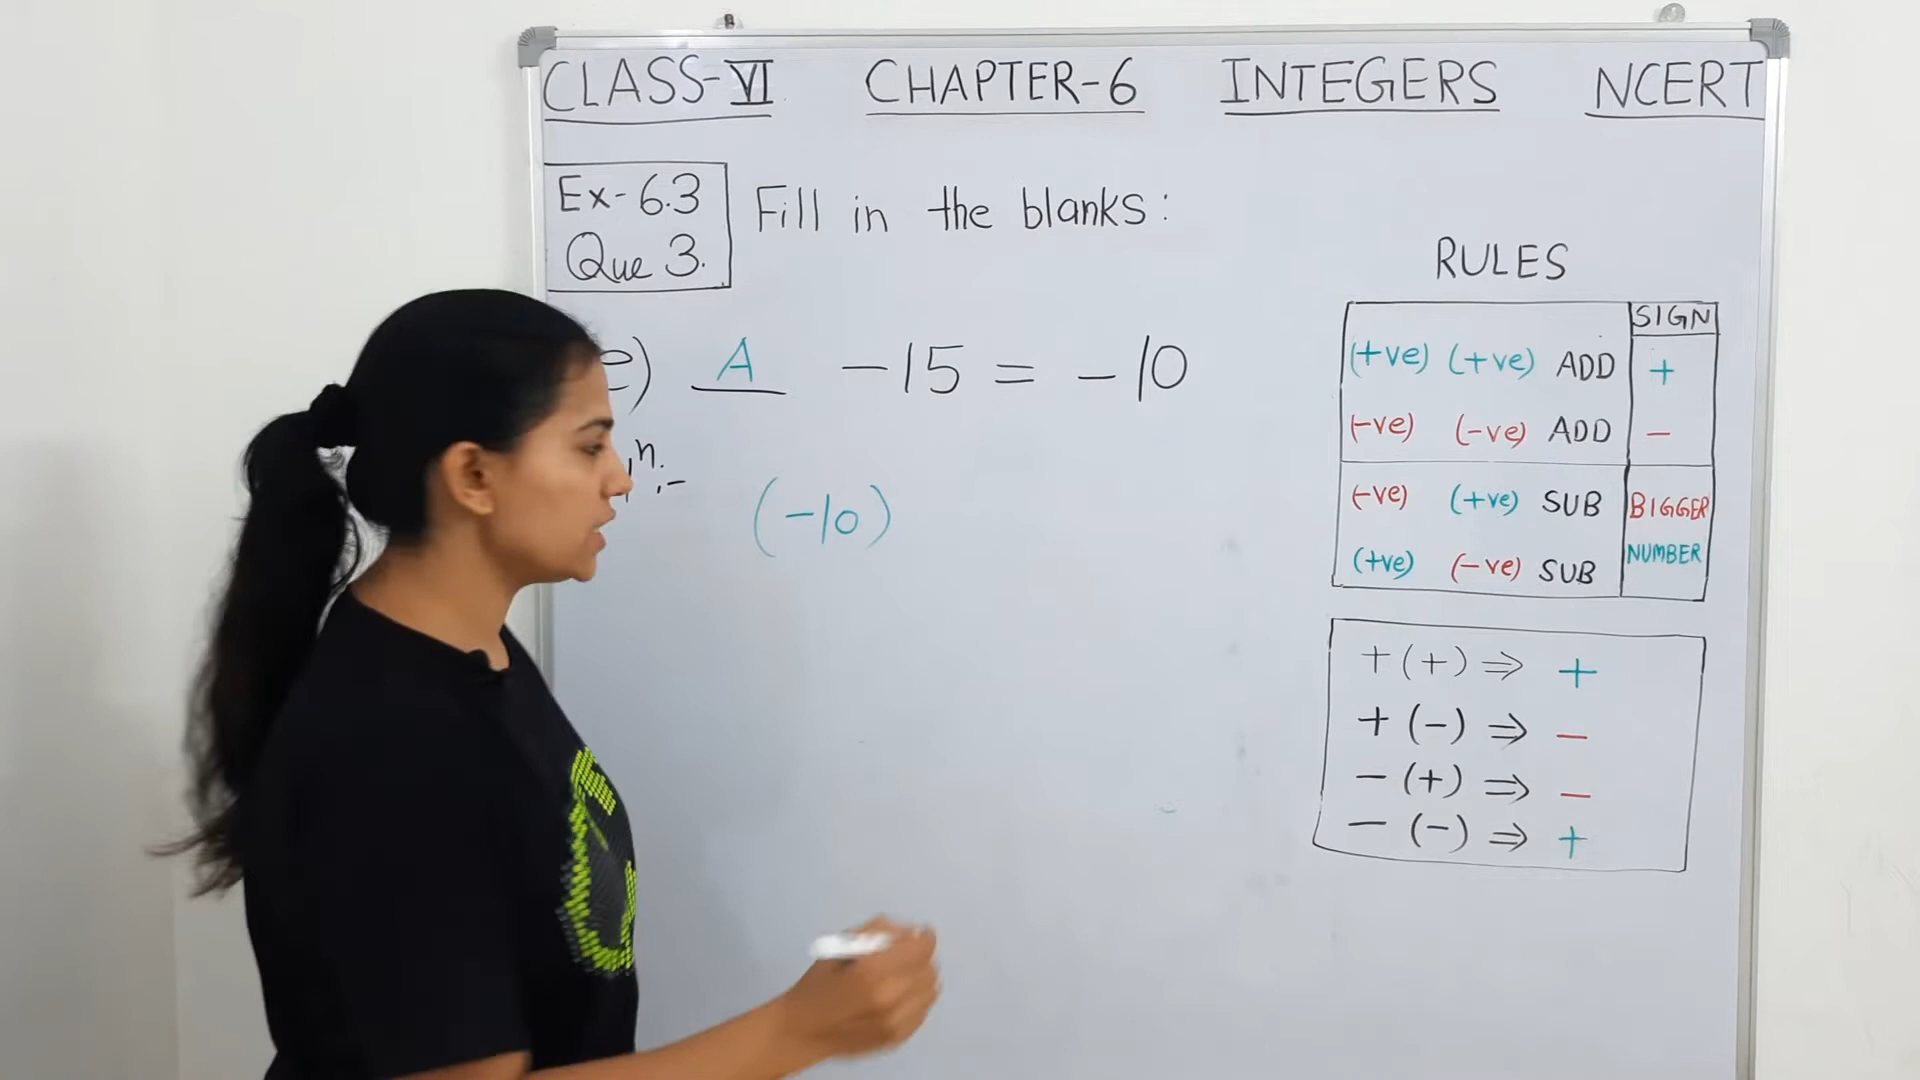 CLASS-VI CHAPTER-6 INTEGERS NCERT
Ex-6.3
Que 3.
Fill in the blanks:
e) A -15 = -10
n.
:-
(-10)
RULES
SIGN
(+ve) (+ve) ADD +
(-ve) (-ve) ADD -
(-ve) (+ve) SUB BIGGER
(+ve) (-ve) SUB NUMBER
+ (+) ⇒ +
+ (-) ⇒ -
- (+) ⇒ -
- (-) ⇒ +